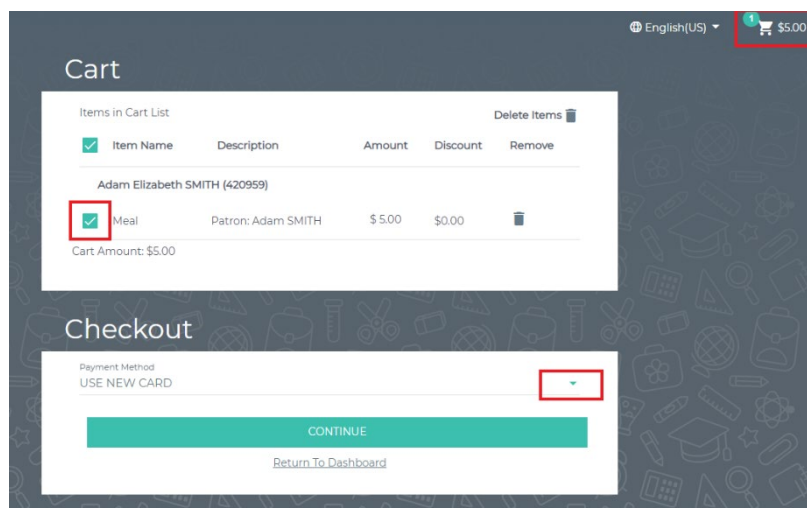 English(US)
1
$5.00
Cart
Items in Cart List
Delete Items
Item Name Description Amount Discount Remove
Adam Elizabeth SMITH (420959)
Meal Patron: Adam SMITH $ 5.00 $0.00
Cart Amount: $5.00
Checkout
Payment Method
USE NEW CARD
CONTINUE
Return To Dashboard